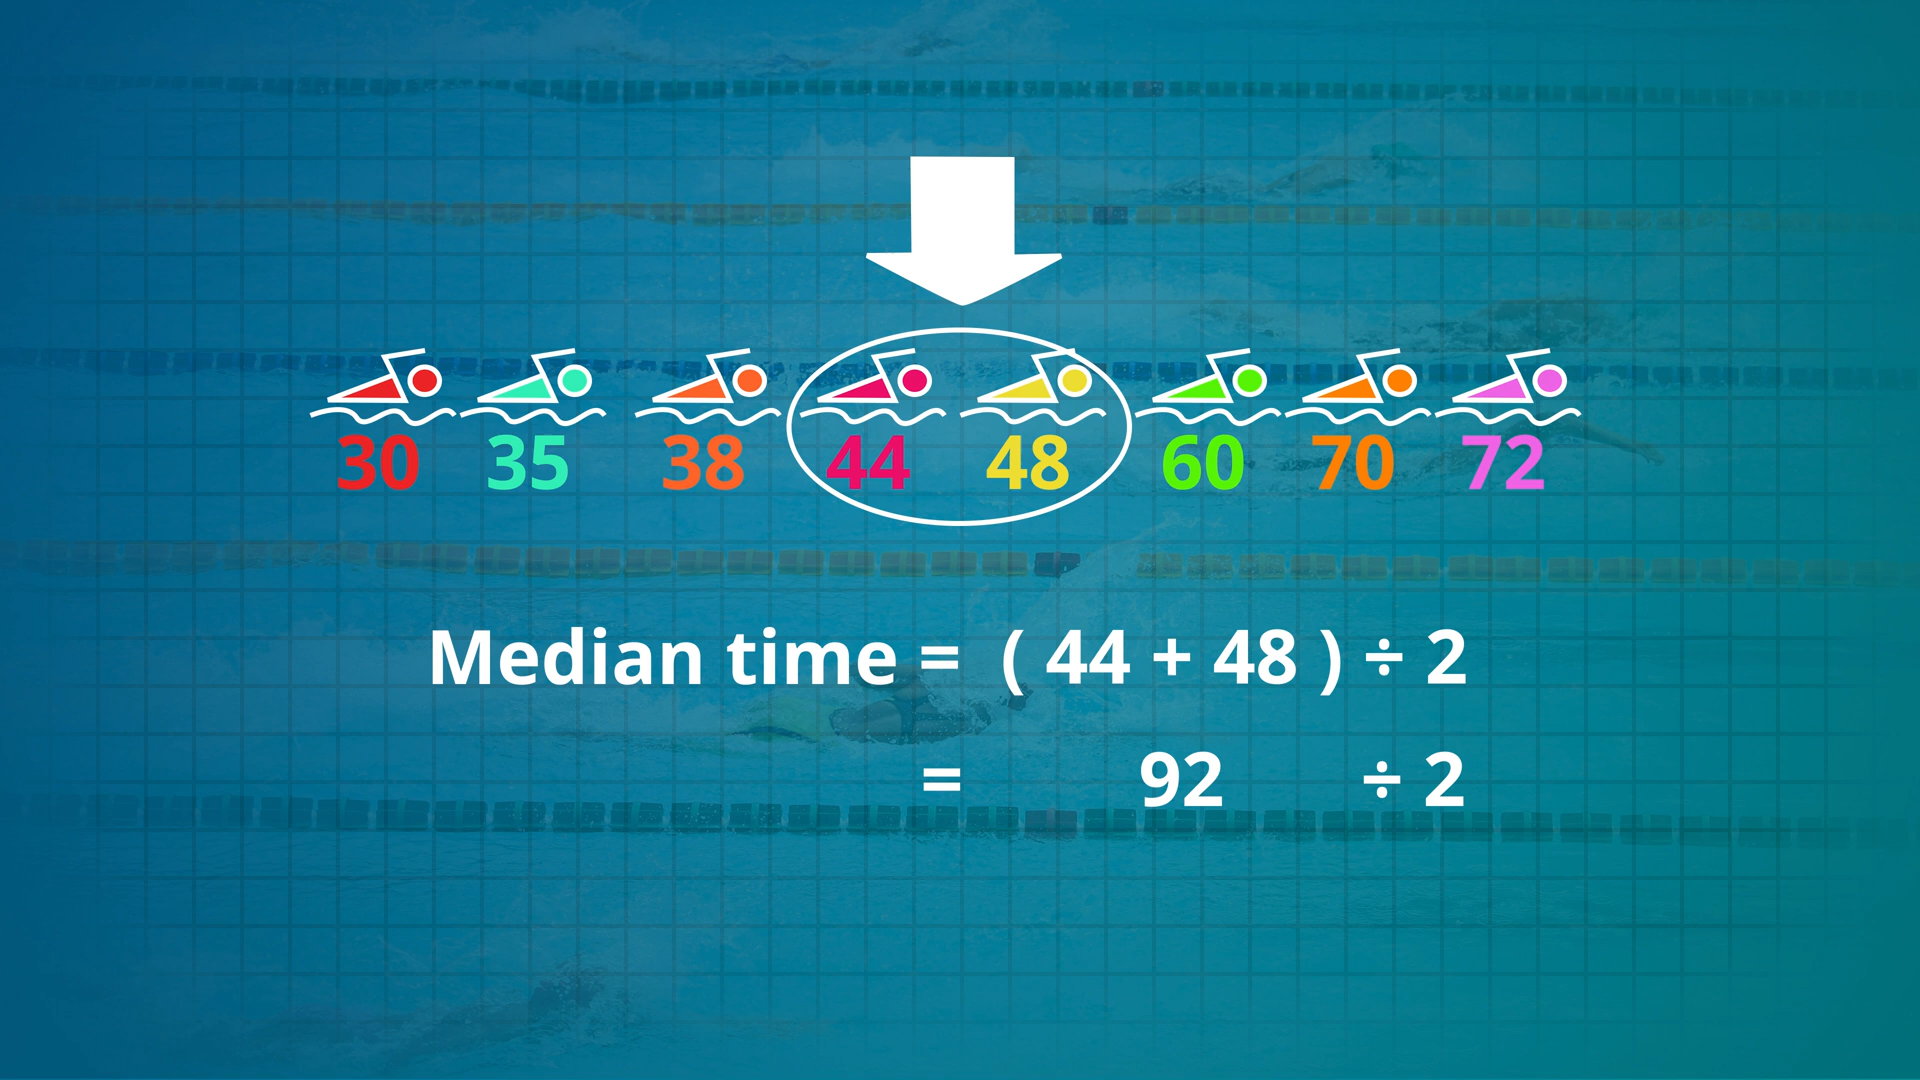 30 35 38 44 48 60 70 72
Median time = ( 44 + 48 ) ÷ 2
= 92 ÷ 2